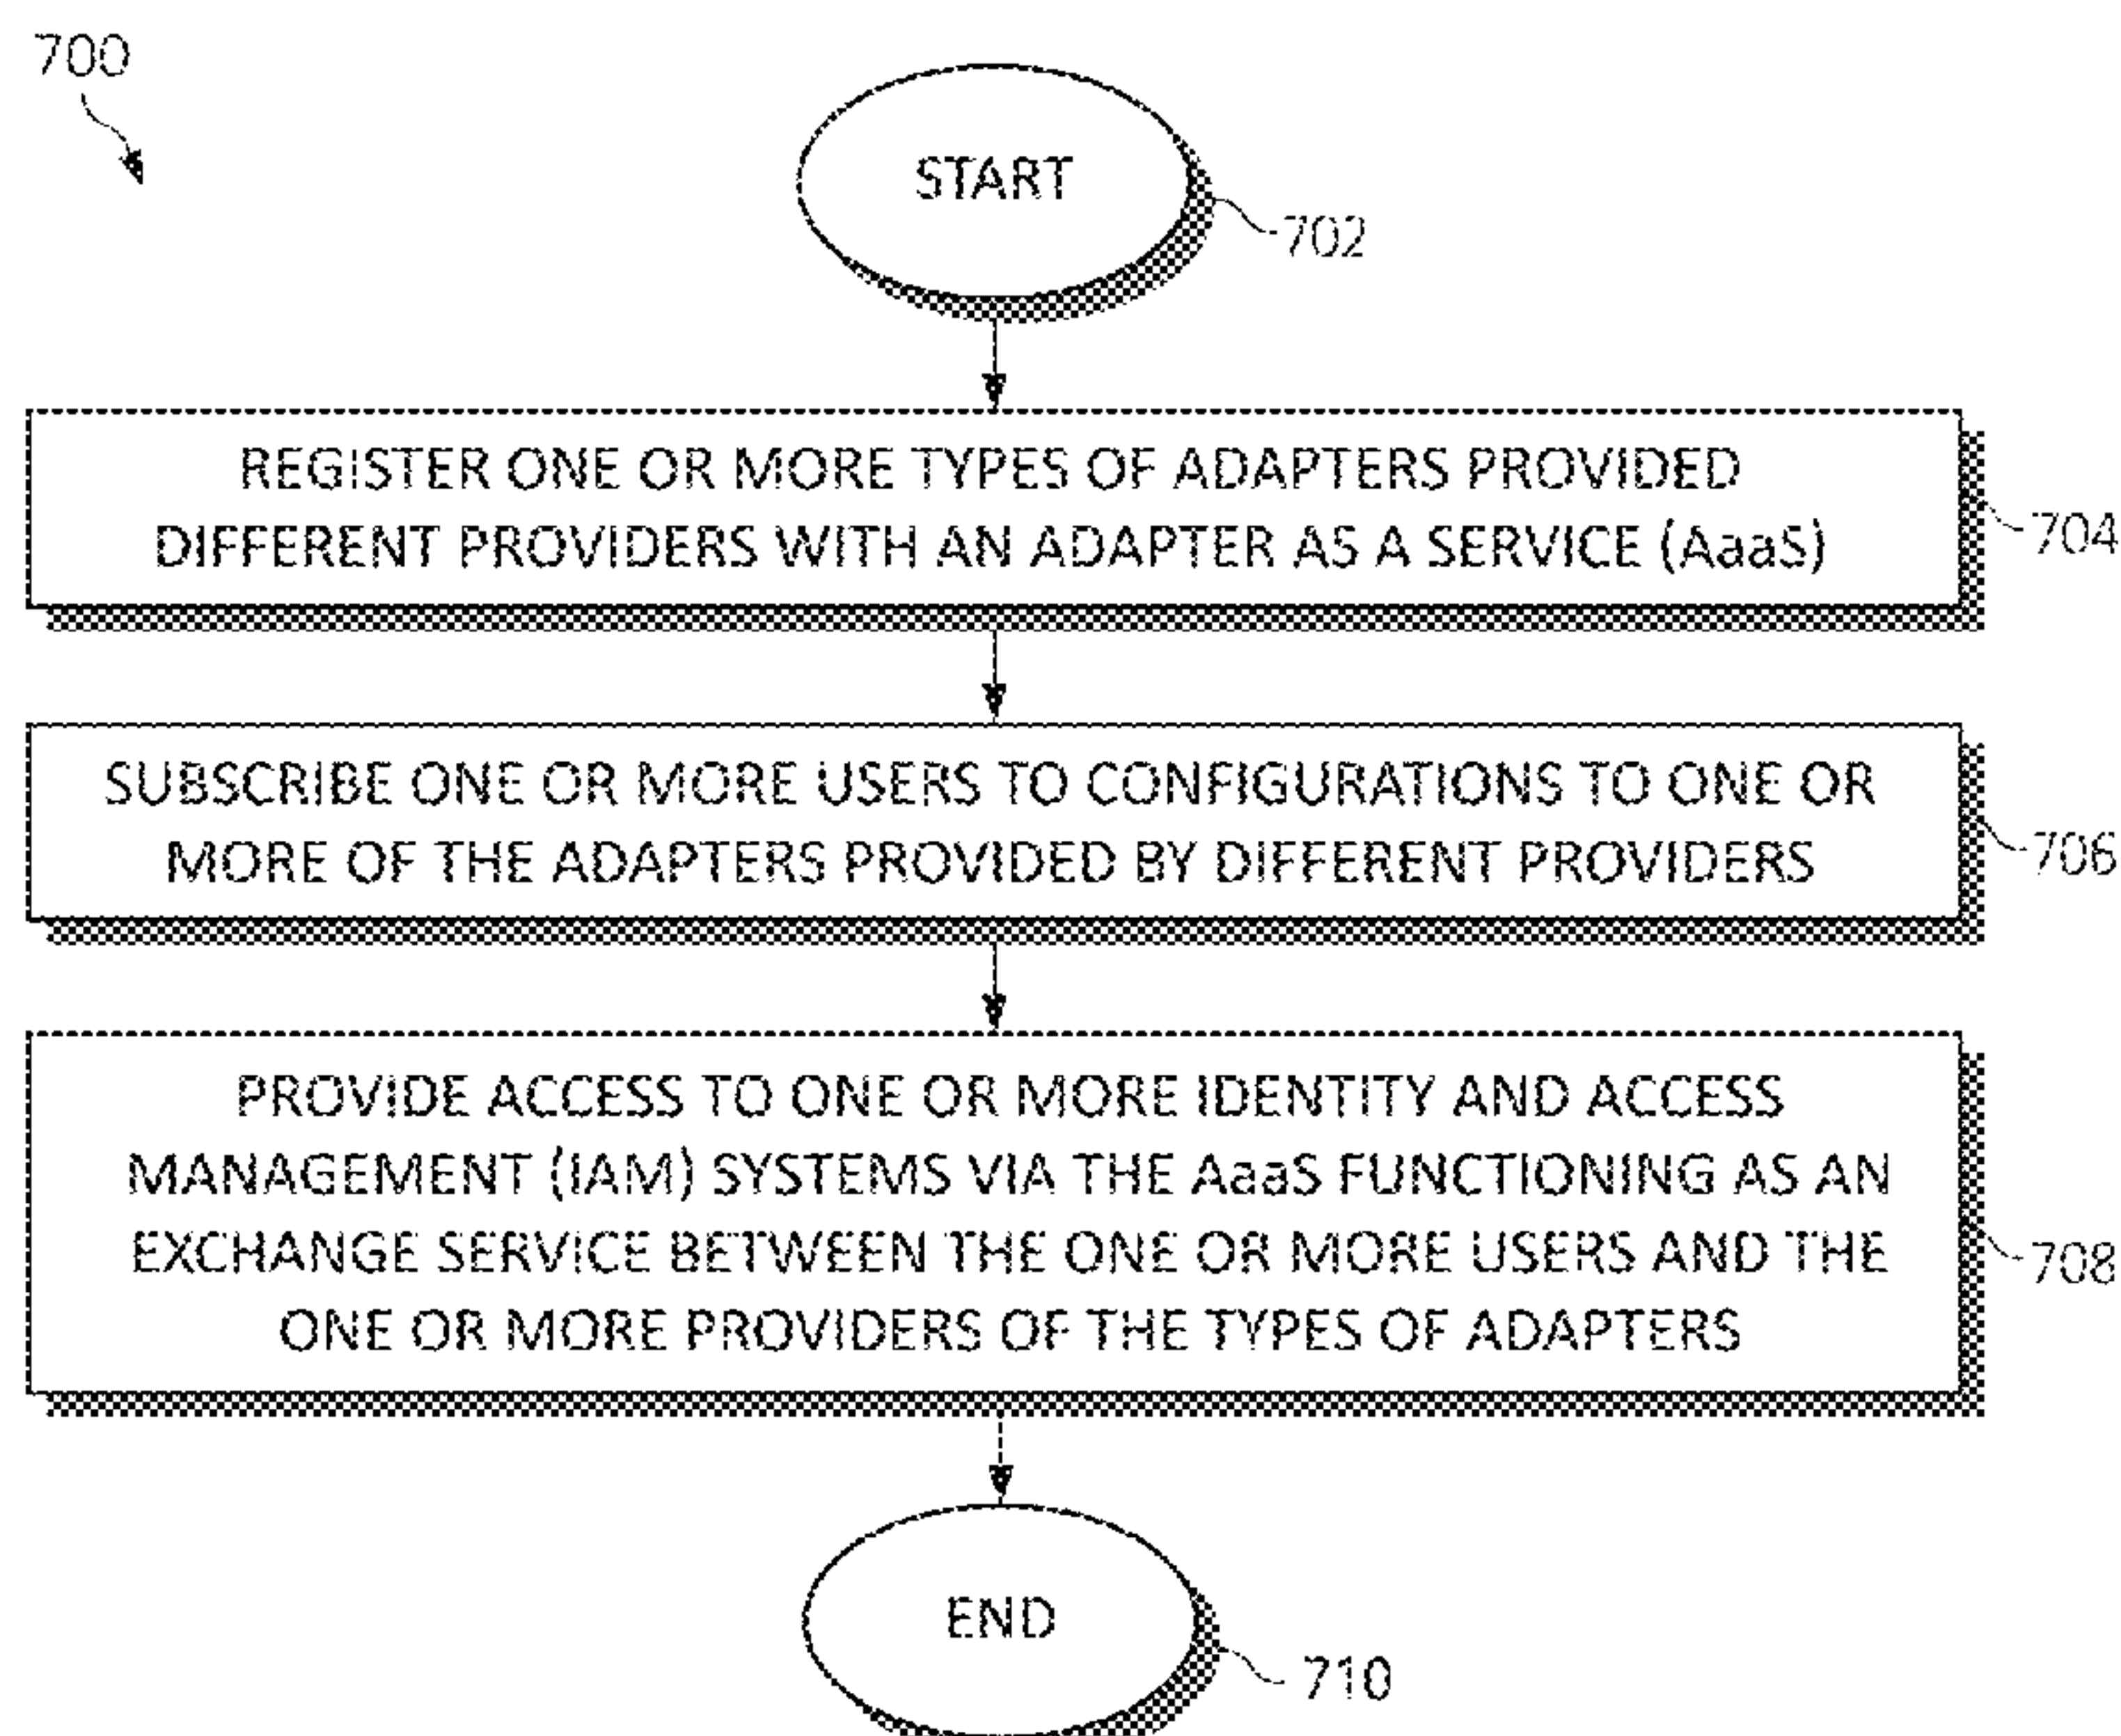 700
START
702
REGISTER ONE OR MORE TYPES OF ADAPTERS PROVIDED
DIFFERENT PROVIDERS WITH AN ADAPTER AS A SERVICE (AaaS)
704
SUBSCRIBE ONE OR MORE USERS TO CONFIGURATIONS TO ONE OR
MORE OF THE ADAPTERS PROVIDED BY DIFFERENT PROVIDERS
706
PROVIDE ACCESS TO ONE OR MORE IDENTITY AND ACCESS
MANAGEMENT (IAM) SYSTEMS VIA THE AaaS FUNCTIONING AS AN
EXCHANGE SERVICE BETWEEN THE ONE OR MORE USERS AND THE
ONE OR MORE PROVIDERS OF THE TYPES OF ADAPTERS
708
END
710